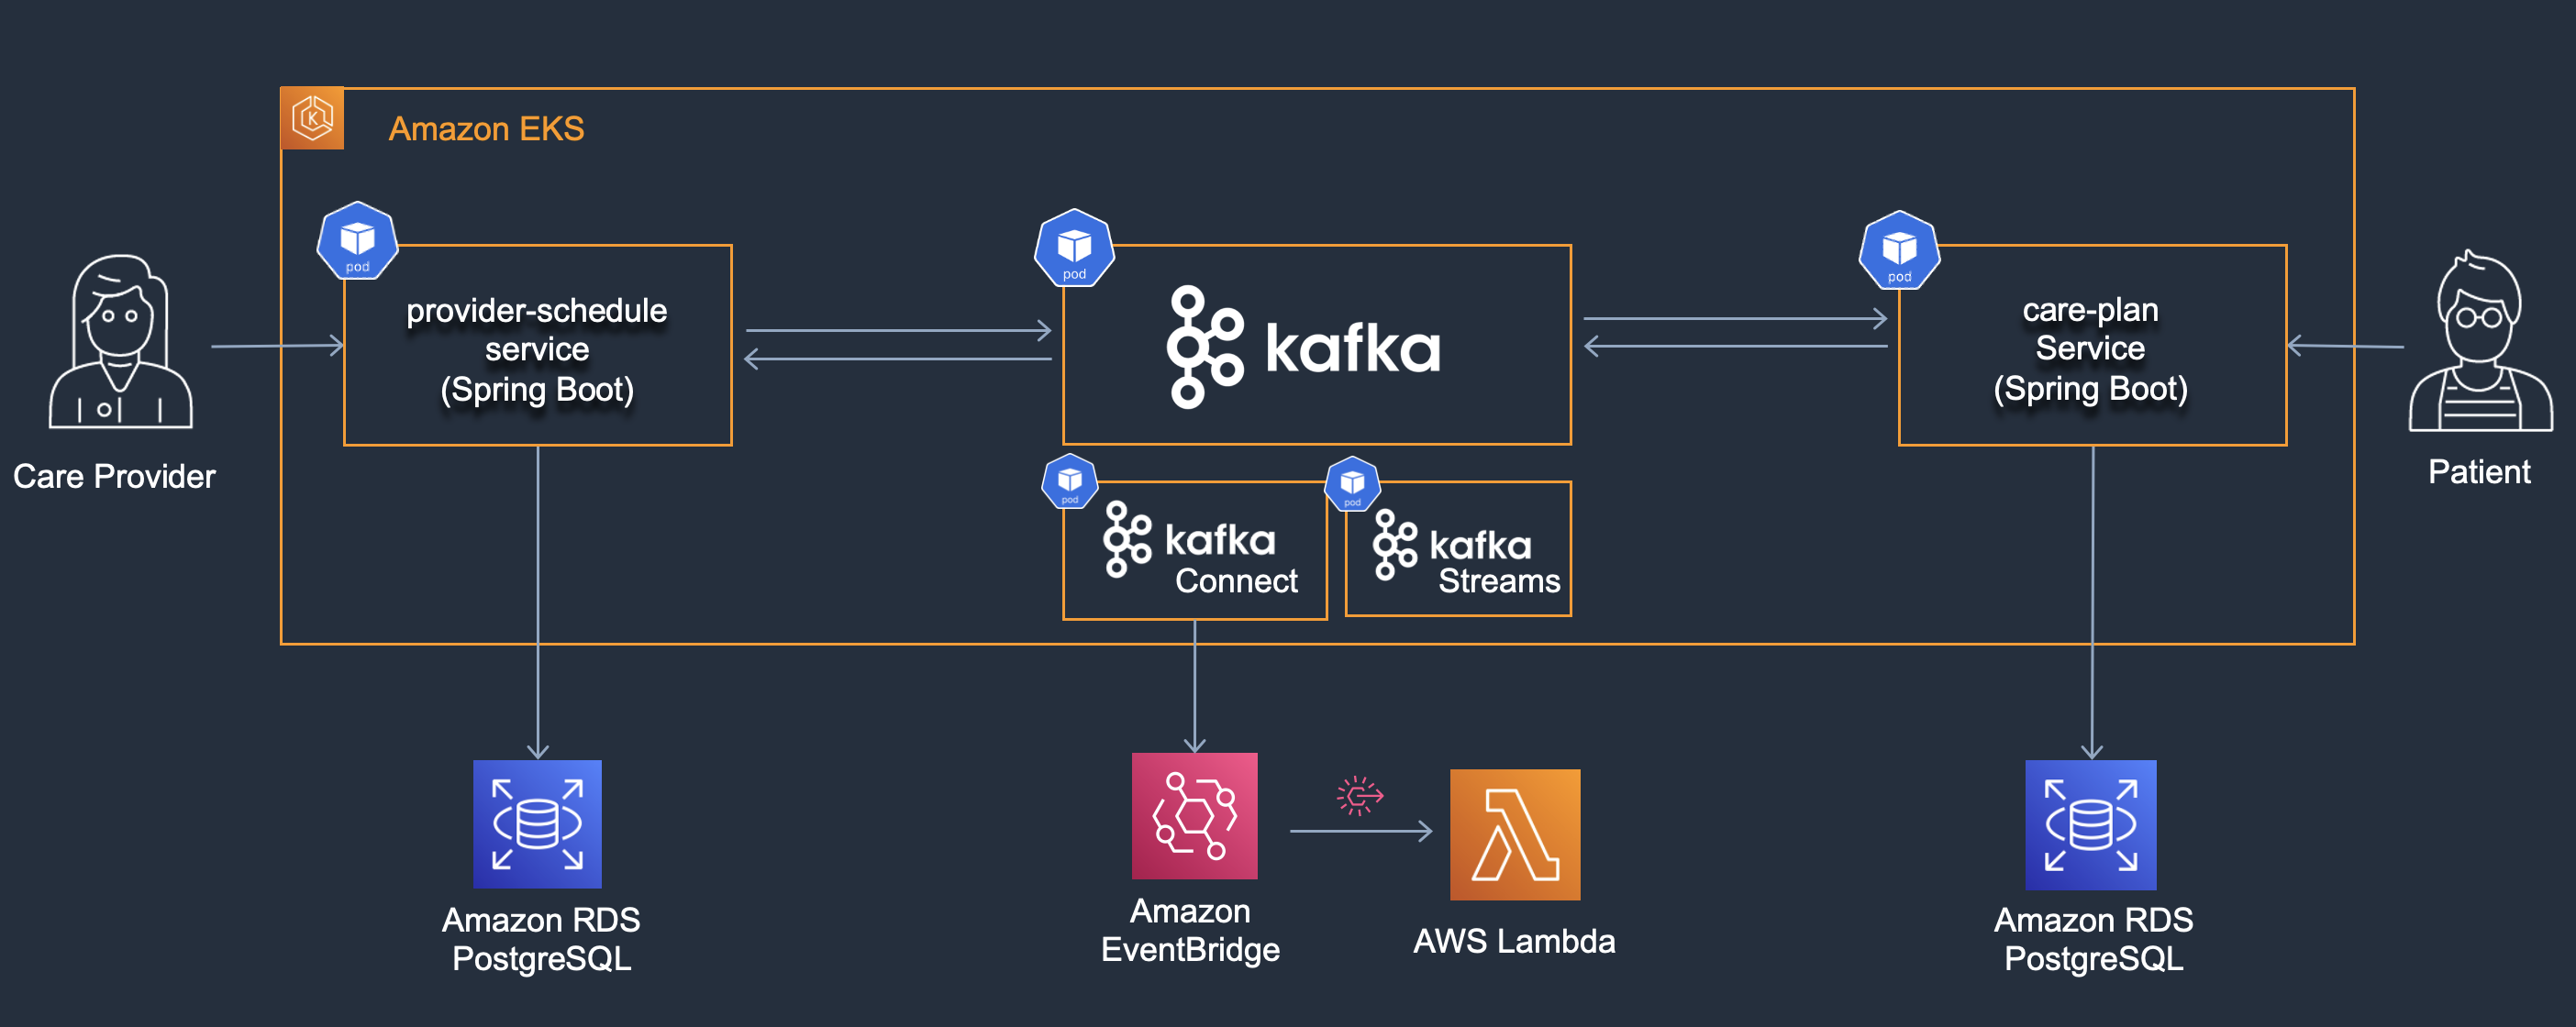 Amazon EKS
pod
provider-schedule
service
(Spring Boot)
pod
kafka
pod
care-plan
Service
(Spring Boot)
Care Provider
Patient
pod
kafka
Connect
pod
kafka
Streams
Amazon RDS
PostgreSQL
Amazon
EventBridge
AWS Lambda
Amazon RDS
PostgreSQL